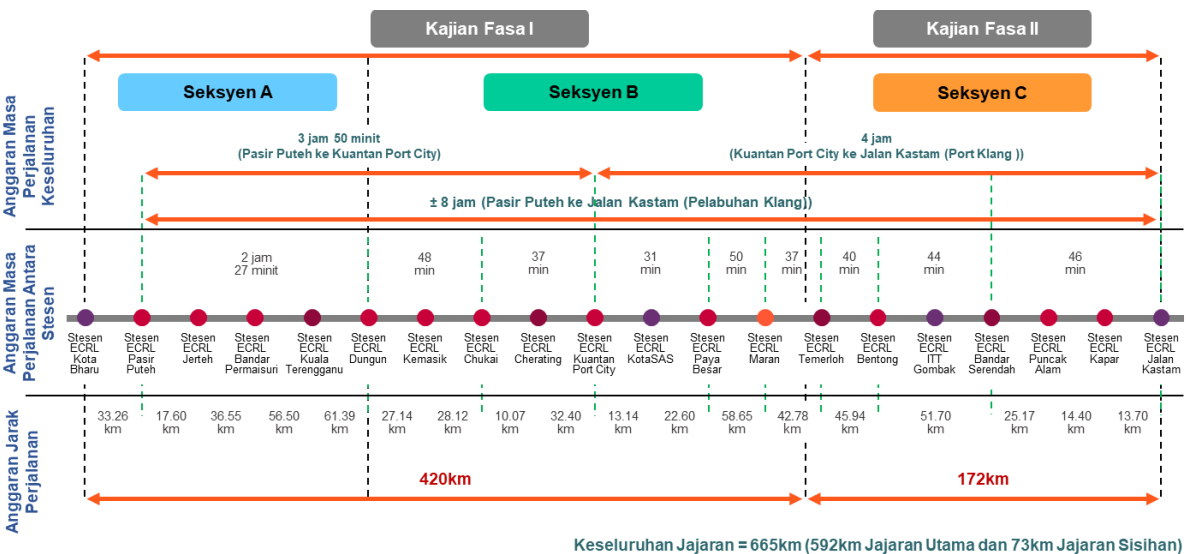 Kajian Fasa I
Kajian Fasa II
Seksyen A
Seksyen B
Seksyen C
Anggaran Masa
Perjalanan
Keseluruhan
3 jam 50 minit
(Pasir Puteh ke Kuantan Port City)
4 jam
(Kuantan Port City ke Jalan Kastam (Port Klang ))
± 8 jam (Pasir Puteh ke Jalan Kastam (Pelabuhan Klang))
Anggaran Masa
Perjalanan Antara
Stesen
2 jam
27 minit
48
min
37
min
31
min
50
min
37
min
40
min
44
min
46
min
Stesen
ECRL
Kota
Bharu
Stesen
ECRL
Pasir
Puteh
Stesen
ECRL
Jerteh
Stesen
ECRL
Bandar
Permaisuri
Stesen
ECRL
Kuala
Terengganu
Stesen
ECRL
Dungun
Stesen
ECRL
Kemasik
Stesen
ECRL
Chukai
Stesen
ECRL
Cherating
Stesen
ECRL
Kuantan
Port City
Stesen
ECRL
KotaSAS
Stesen
ECRL
Paya
Besar
Stesen
ECRL
Maran
Stesen
ECRL
Temerloh
Stesen
ECRL
Bentong
Stesen
ECRL
ITT
Gombak
Stesen
ECRL
Bandar
Serendah
Stesen
ECRL
Puncak
Alam
Stesen
ECRL
Kapar
Stesen
ECRL
Jalan
Kastam
Anggaran Jarak
Perjalanan
33.26
km
17.60
km
36.55
km
56.50
km
61.39
km
27.14
km
28.12
km
10.07
km
32.40
km
13.14
km
22.60
km
58.65
km
42.78
km
45.94
km
51.70
km
25.17
km
14.40
km
13.70
km
420km
172km
Keseluruhan Jajaran = 665km (592km Jajaran Utama dan 73km Jajaran Sisihan)